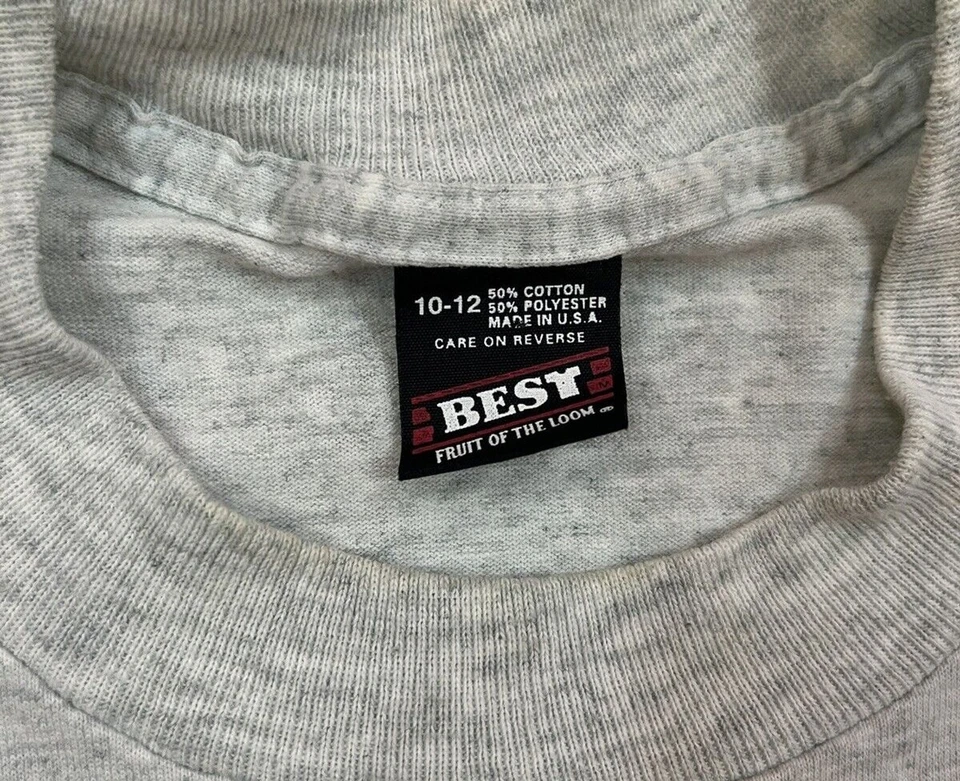 10-12
50% COTTON
50% POLYESTER
MADE IN U.S.A.
CARE ON REVERSE
BEST
FRUIT OF THE LOOM